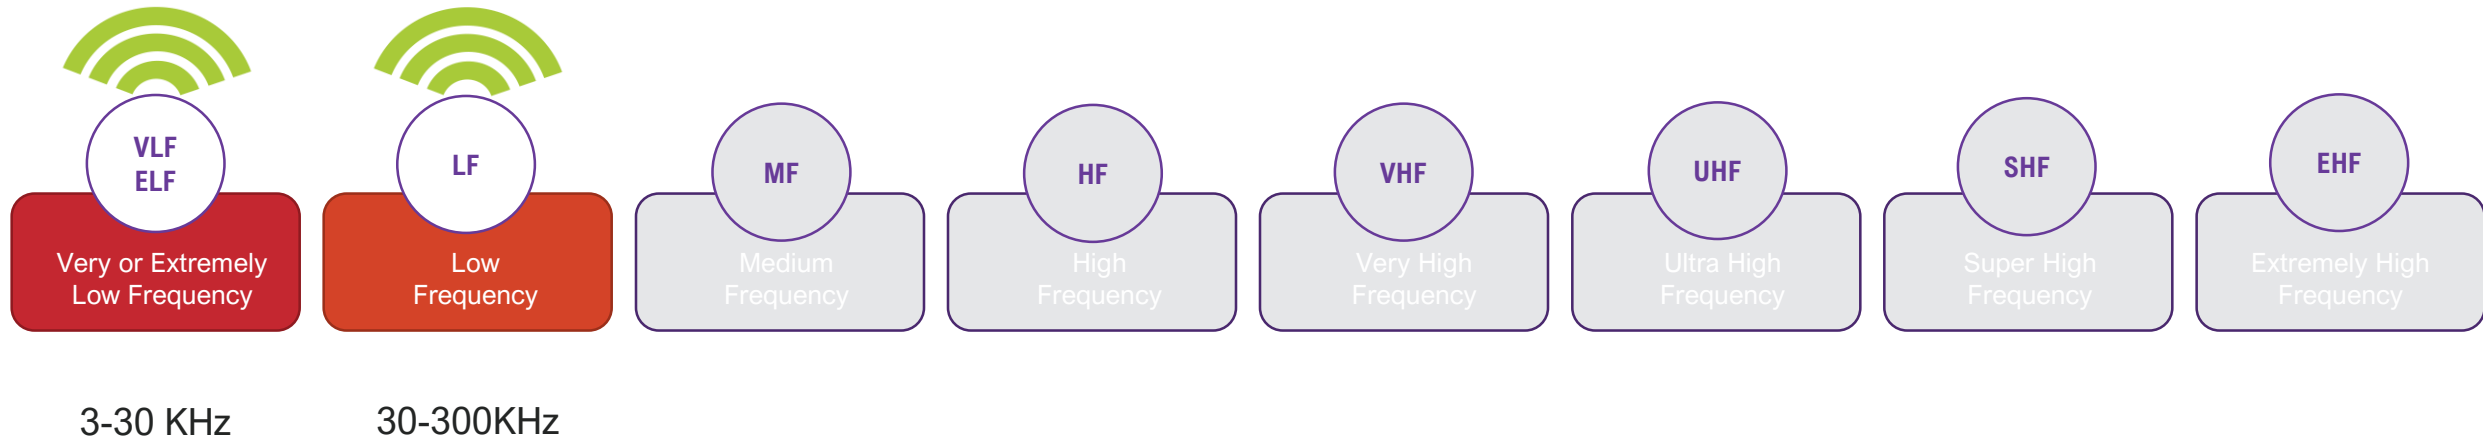 VLF
ELF
Very or Extremely
Low Frequency
3-30 KHz
LF
Low
Frequency
30-300KHz
MF
Medium
Frequency
HF
High
Frequency
VHF
Very High
Frequency
UHF
Ultra High
Frequency
SHF
Super High
Frequency
EHF
Extremely High
Frequency